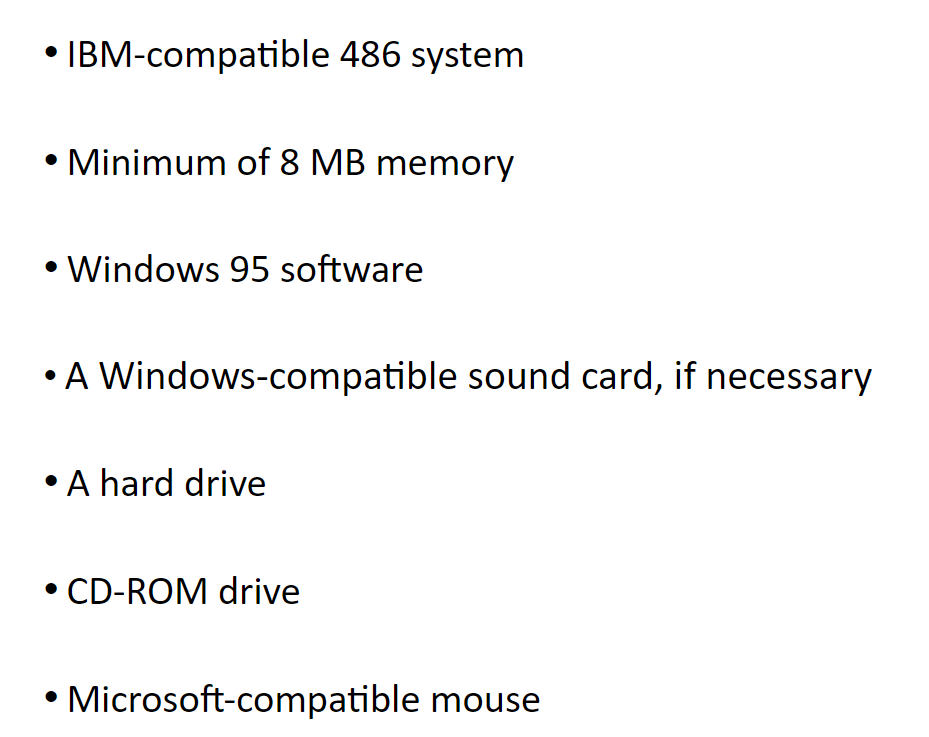 • IBM-compatible 486 system
• Minimum of 8 MB memory
• Windows 95 software
• A Windows-compatible sound card, if necessary
• A hard drive
• CD-ROM drive
• Microsoft-compatible mouse